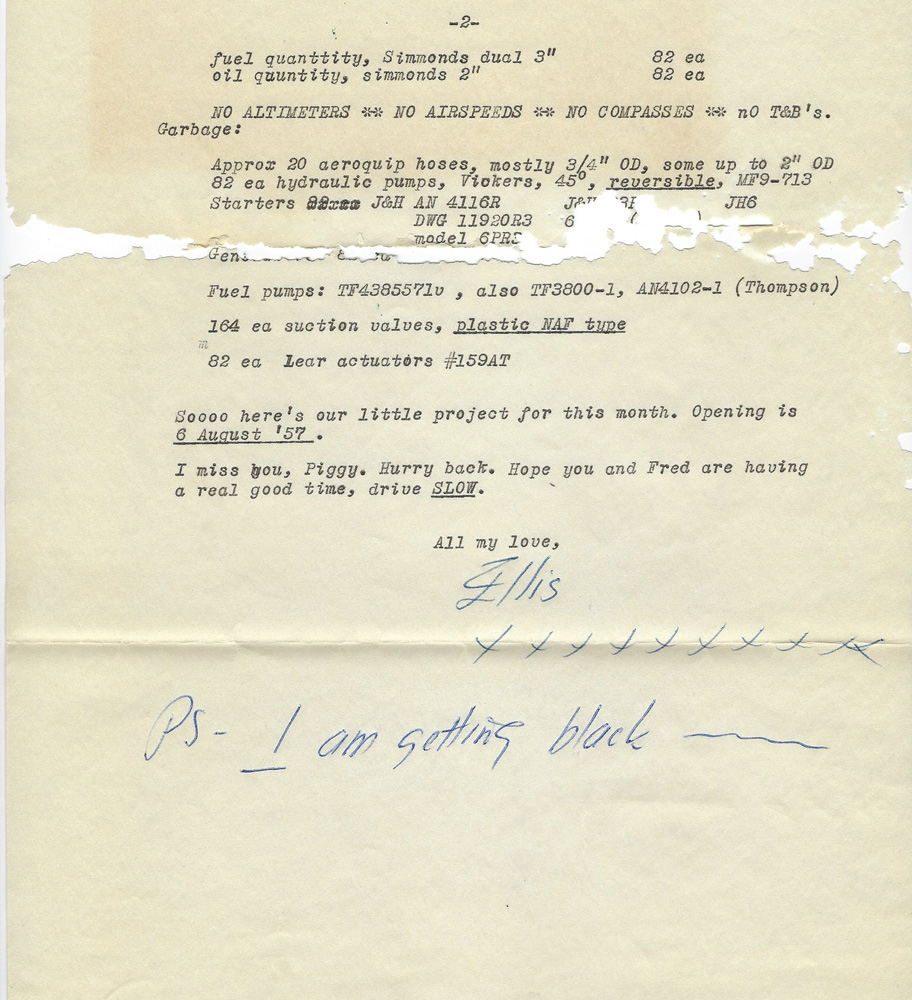 -2-
fuel quanttity, Simmonds dual 3" 82 ea
oil quuntity, simmonds 2" 82 ea
NO ALTIMETERS ** NO AIRSPEEDS ** NO COMPASSES ** nO T&B's.
Garbage:
Approx 20 aeroquip hoses, mostly 3/4" OD, some up to 2" OD
82 ea hydraulic pumps, Vickers, 45°, reversible, MF9-713
Starters J&H AN 4116R JH6
DWG 11920R3 6
model 6PRS
Fuel pumps: TF4385571v , also TF3800-1, AN4102-1 (Thompson)
164 ea suction valves, plastic NAF type
m
82 ea Lear actuators #159AT
Soooo here's our little project for this month. Opening is
6 August '57 .
I miss you, Piggy. Hurry back. Hope you and Fred are having
a real good time, drive SLOW.
All my love,
Ellis
x x x x x x x x x x
PS- I am getting black —